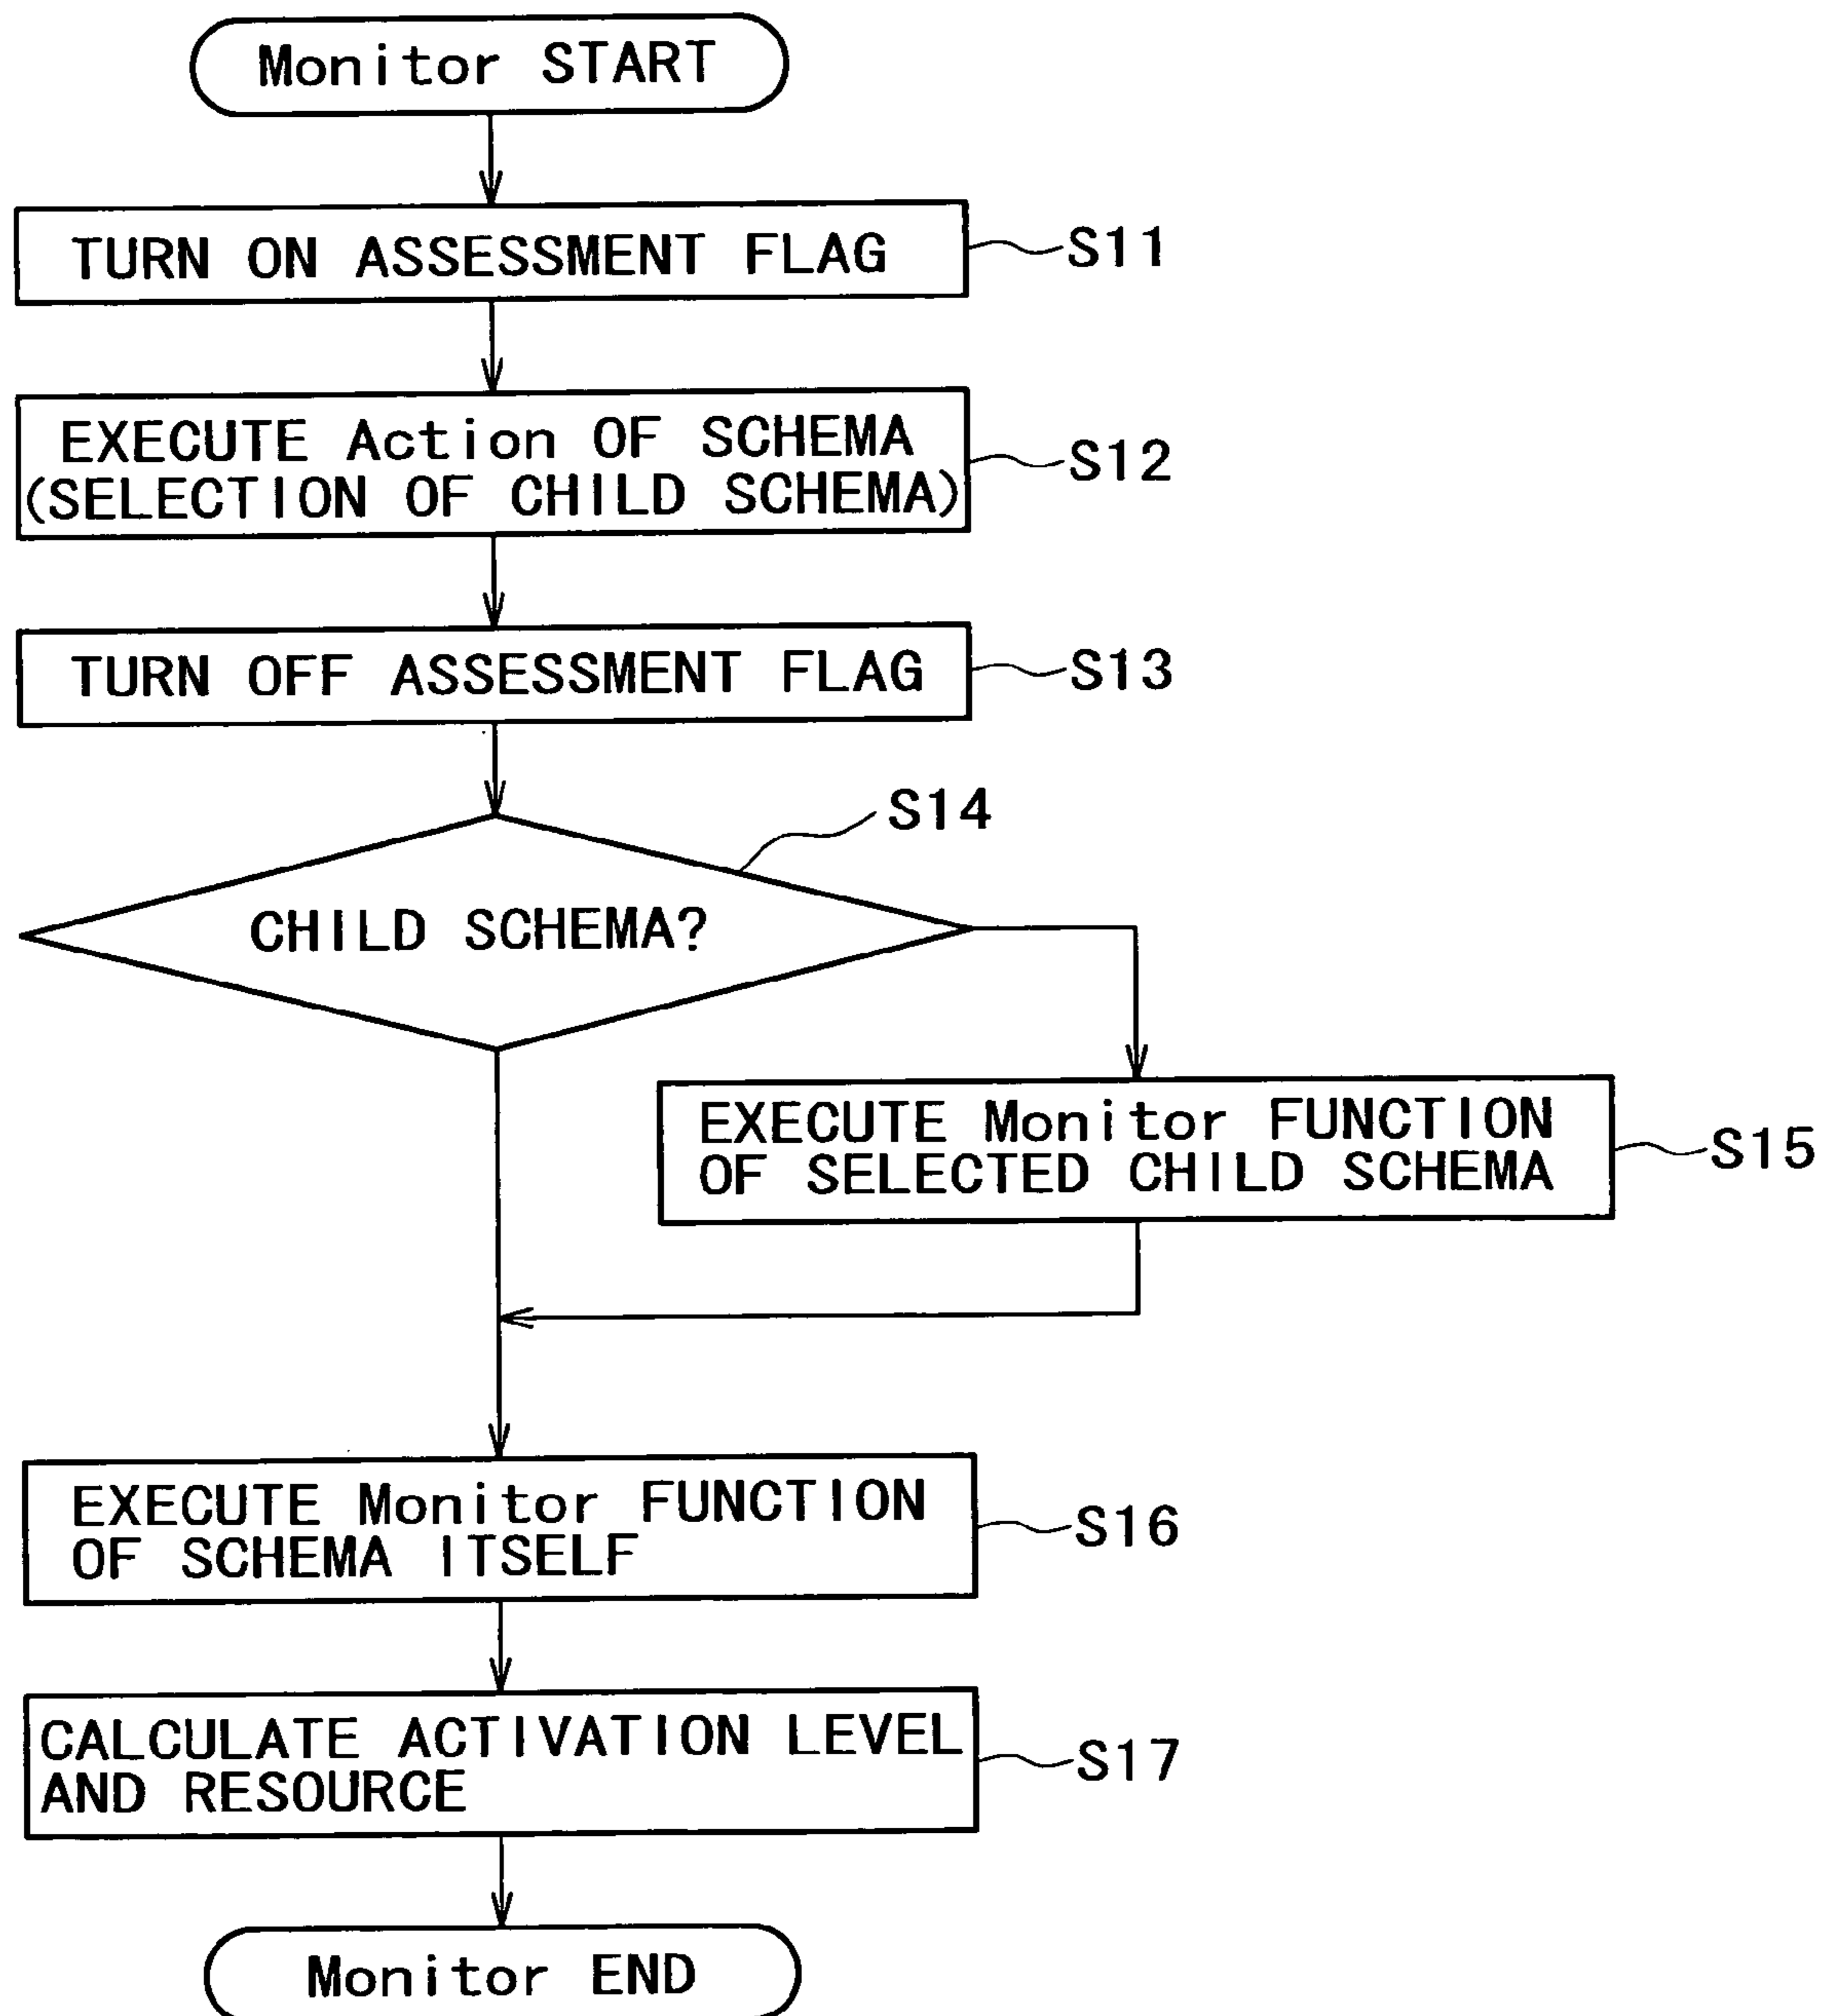 Monitor START
TURN ON ASSESSMENT FLAG
S11
EXECUTE Action OF SCHEMA
(SELECTION OF CHILD SCHEMA)
S12
TURN OFF ASSESSMENT FLAG
S13
S14
CHILD SCHEMA?
EXECUTE Monitor FUNCTION
OF SELECTED CHILD SCHEMA
S15
EXECUTE Monitor FUNCTION
OF SCHEMA ITSELF
S16
CALCULATE ACTIVATION LEVEL
AND RESOURCE
S17
Monitor END